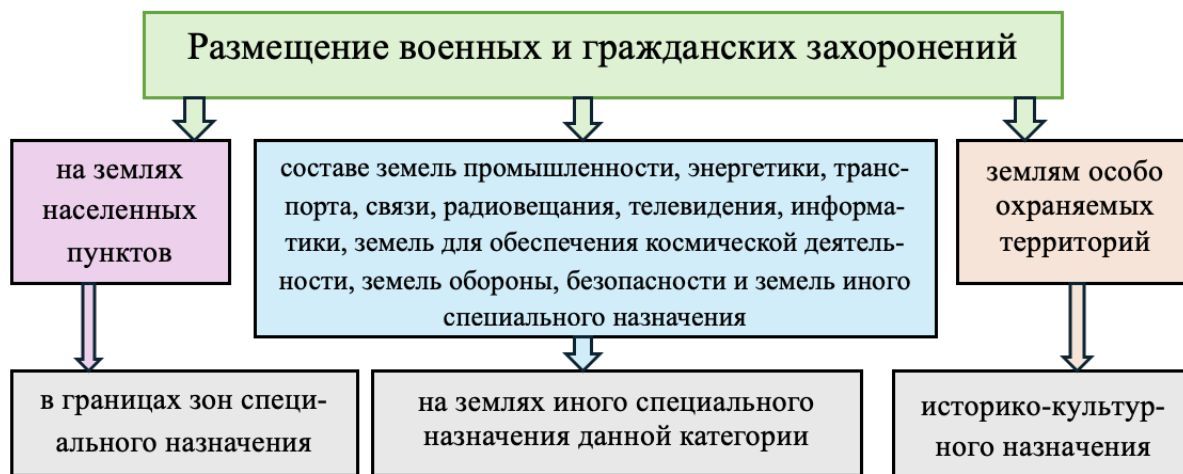 Размещение военных и гражданских захоронений
на землях
населенных
пунктов
составе земель промышленности, энергетики, транс-
порта, связи, радиовещания, телевидения, информа-
тики, земель для обеспечения космической деятель-
ности, земель обороны, безопасности и земель иного
специального назначения
землям особо
охраняемых
территорий
в границах зон специ-
ального назначения
на землях иного специального
назначения данной категории
историко-культур-
ного назначения